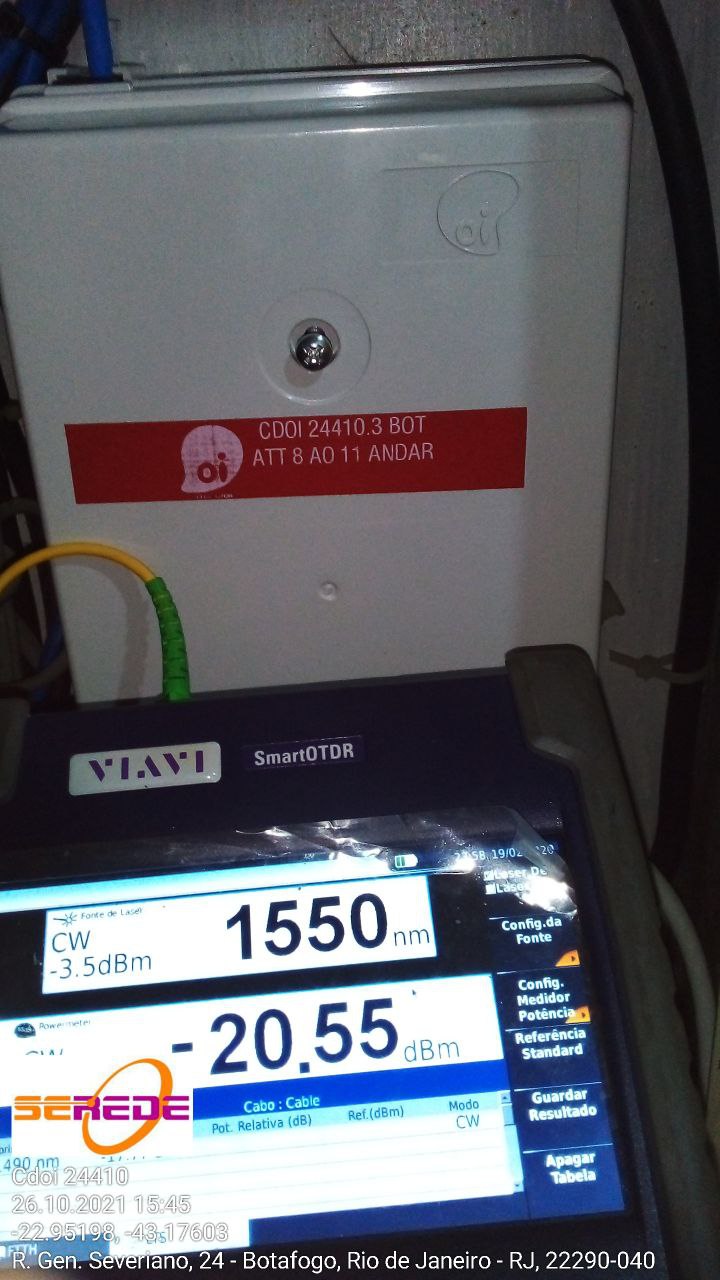 oi
CDOI 24410.3 BOT
oi ATT 8 AO 11 ANDAR
VIAVI SmartOTDR
Fonte de Laser
CW
-3.5dBm
1550 nm
Config.da
Fonte
Config.
Medidor
Potência
Powermeter
-20.55 dBm
Referência
Standard
Cabo : Cable
Pot. Relativa (dB) Ref.(dBm) Modo
CW
Guardar
Resultado
490 nm
Apagar
Tabela
SEREDE
Cdoi 24410
26.10.2021 15:45
-22.95198, -43.17603
R. Gen. Severiano, 24 - Botafogo, Rio de Janeiro - RJ, 22290-040